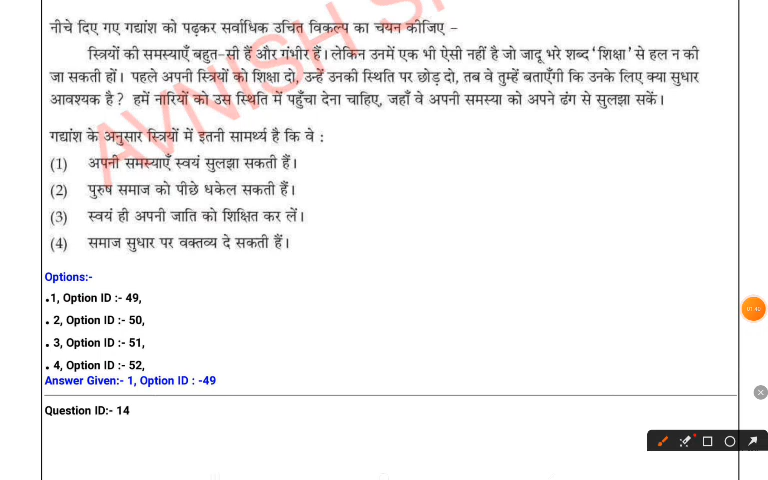 नीचे दिए गए गद्यांश को पढ़कर सर्वाधिक उचित विकल्प का चयन कीजिए –
स्त्रियों की समस्याएँ बहुत-सी हैं और गंभीर हैं। लेकिन उनमें एक भी ऐसी नहीं है जो जादू भरे शब्द ‘शिक्षा’ से हल न की
जा सकती हों। पहले अपनी स्त्रियों को शिक्षा दो, उन्हें उनकी स्थिति पर छोड़ दो, तब वे तुम्हें बताएँगी कि उनके लिए क्या सुधार
आवश्यक है? हमें नारियों को उस स्थिति में पहुँचा देना चाहिए, जहाँ वे अपनी समस्या को अपने ढंग से सुलझा सकें।
गद्यांश के अनुसार स्त्रियों में इतनी सामर्थ्य है कि वे :
(1) अपनी समस्याएँ स्वयं सुलझा सकती हैं।
(2) पुरुष समाज को पीछे धकेल सकती हैं।
(3) स्वयं ही अपनी जाति को शिक्षित कर लें।
(4) समाज सुधार पर वक्तव्य दे सकती हैं।
Options:-
.1, Option ID :- 49,
. 2, Option ID :- 50,
. 3, Option ID :- 51,
. 4, Option ID :- 52,
Answer Given:- 1, Option ID : -49
Question ID:- 14
AVNISH